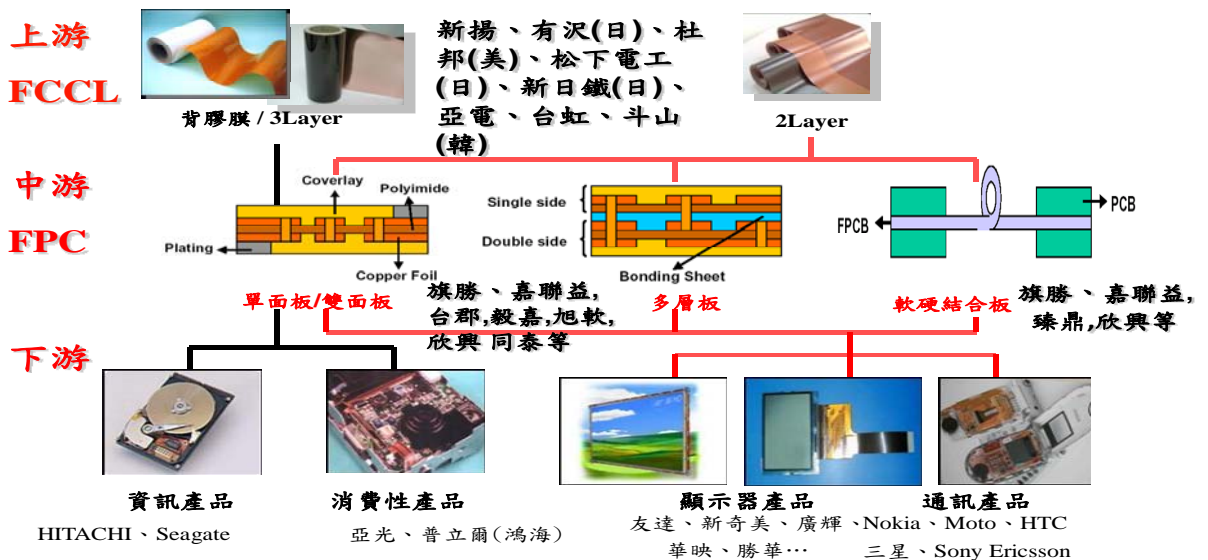 上游
FCCL
背膠膜 / 3Layer
新揚、有沢(日)、杜
邦(美)、松下電工
(日)、新日鐵(日)、
亞電、台虹、斗山
(韓)
2Layer
中游
FPC
Coverlay
Polyimide
Plating
Copper Foil
Single side
Double side
Bonding Sheet
FPCB
PCB
單面板/雙面板
旗勝、嘉聯益,
台郡,毅嘉,旭軟,
欣興 同泰等
多層板
軟硬結合板
旗勝、嘉聯益,
臻鼎,欣興等
下游
資訊產品
HITACHI、Seagate
消費性產品
亞光、普立爾(鴻海)
顯示器產品
友達、新奇美、廣輝、
華映、勝華…
通訊產品
Nokia、Moto、HTC
三星、Sony Ericsson